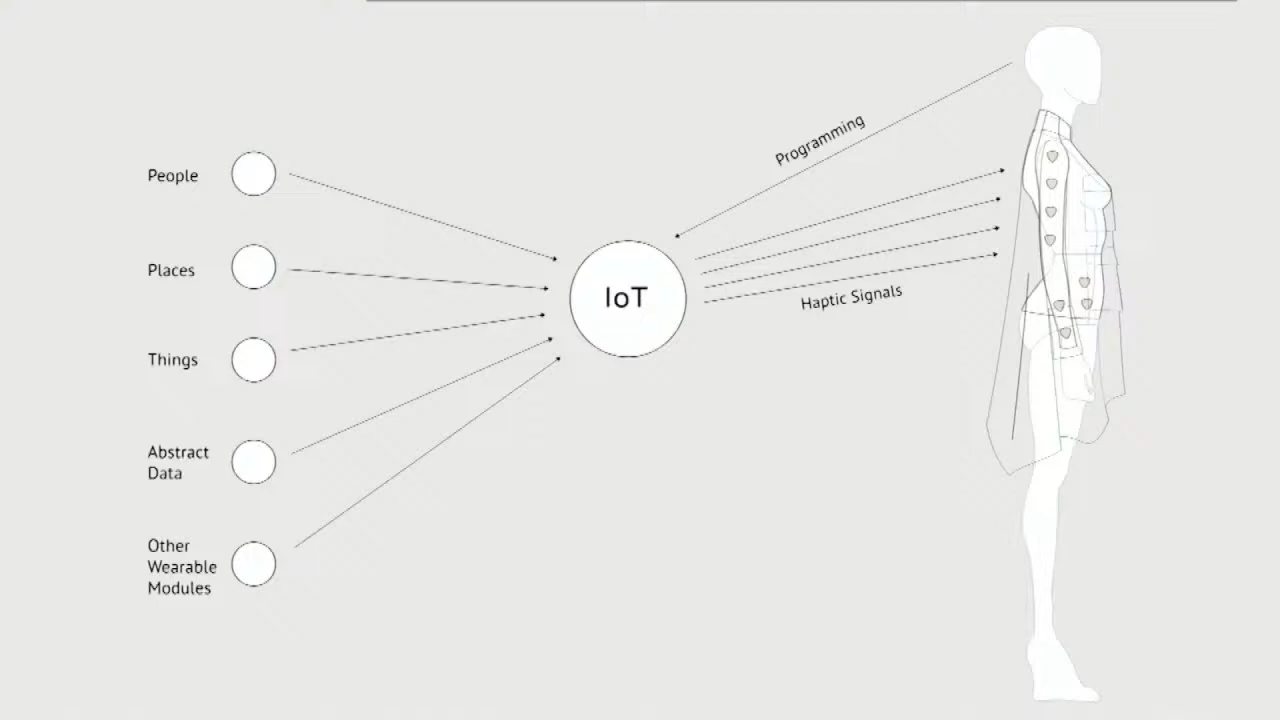 People
Places
Things
Abstract
Data
Other
Wearable
Modules
IoT
Programming
Haptic Signals